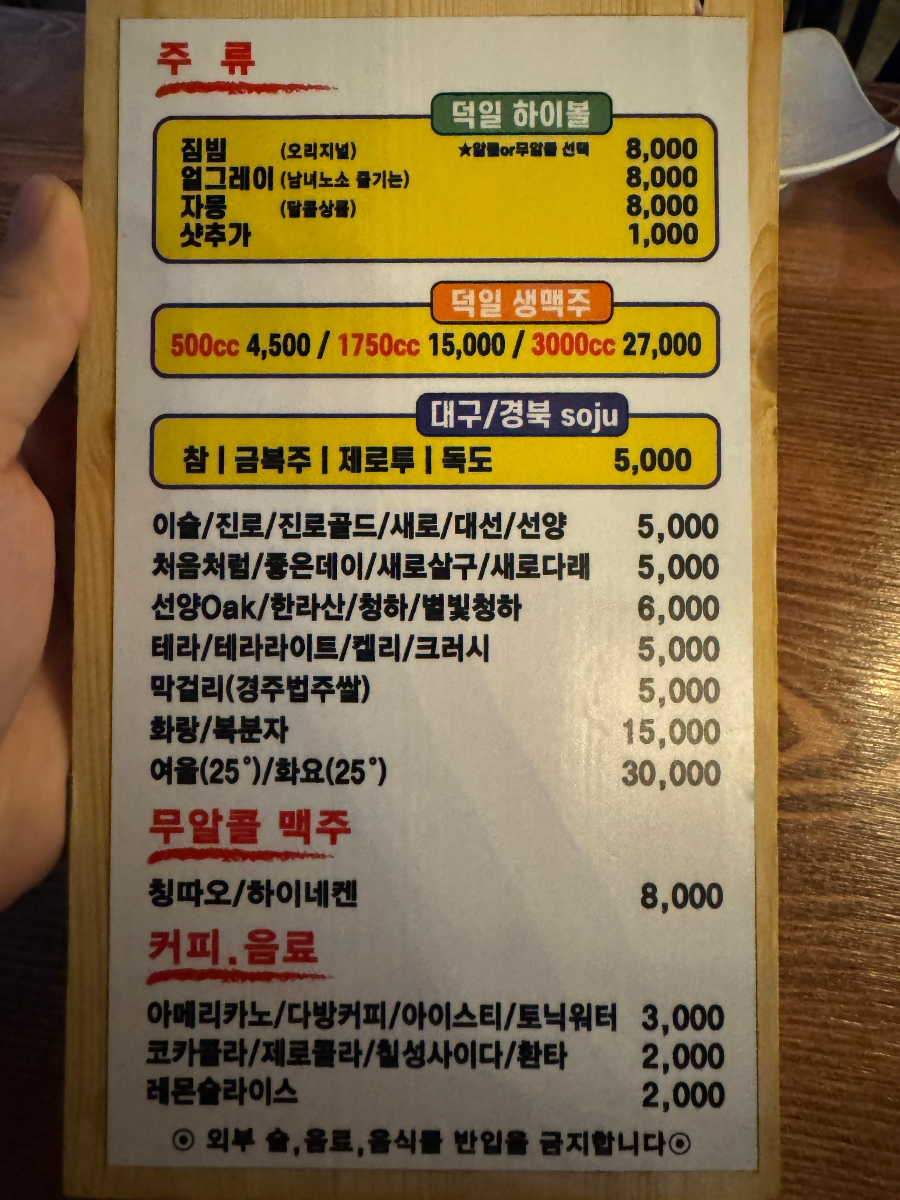 주 류
덕일 하이볼
짐빔 (오리지널) ★알콜or무알콜 선택 8,000
얼그레이 (남녀노소 즐기는) 8,000
자몽 (달콜상콤) 8,000
샷추가 1,000
덕일 생맥주
500cc 4,500 / 1750cc 15,000 / 3000cc 27,000
대구/경북 soju
참 | 금복주 | 제로투 | 독도 5,000
이슬/진로/진로골드/새로/대선/선양 5,000
처음처럼/좋은데이/새로살구/새로다래 5,000
선양Oak/한라산/청하/별빛청하 6,000
테라/테라라이트/켈리/크러시 5,000
막걸리(경주법주쌀) 5,000
화랑/복분자 15,000
여울(25°)/화요(25°) 30,000
무알콜 맥주
칭따오/하이네켄 8,000
커피.음료
아메리카노/다방커피/아이스티/토닉워터 3,000
코카콜라/제로콜라/칠성사이다/환타 2,000
레몬슬라이스 2,000
◎ 외부 술,음료,음식물 반입을 금지합니다◎